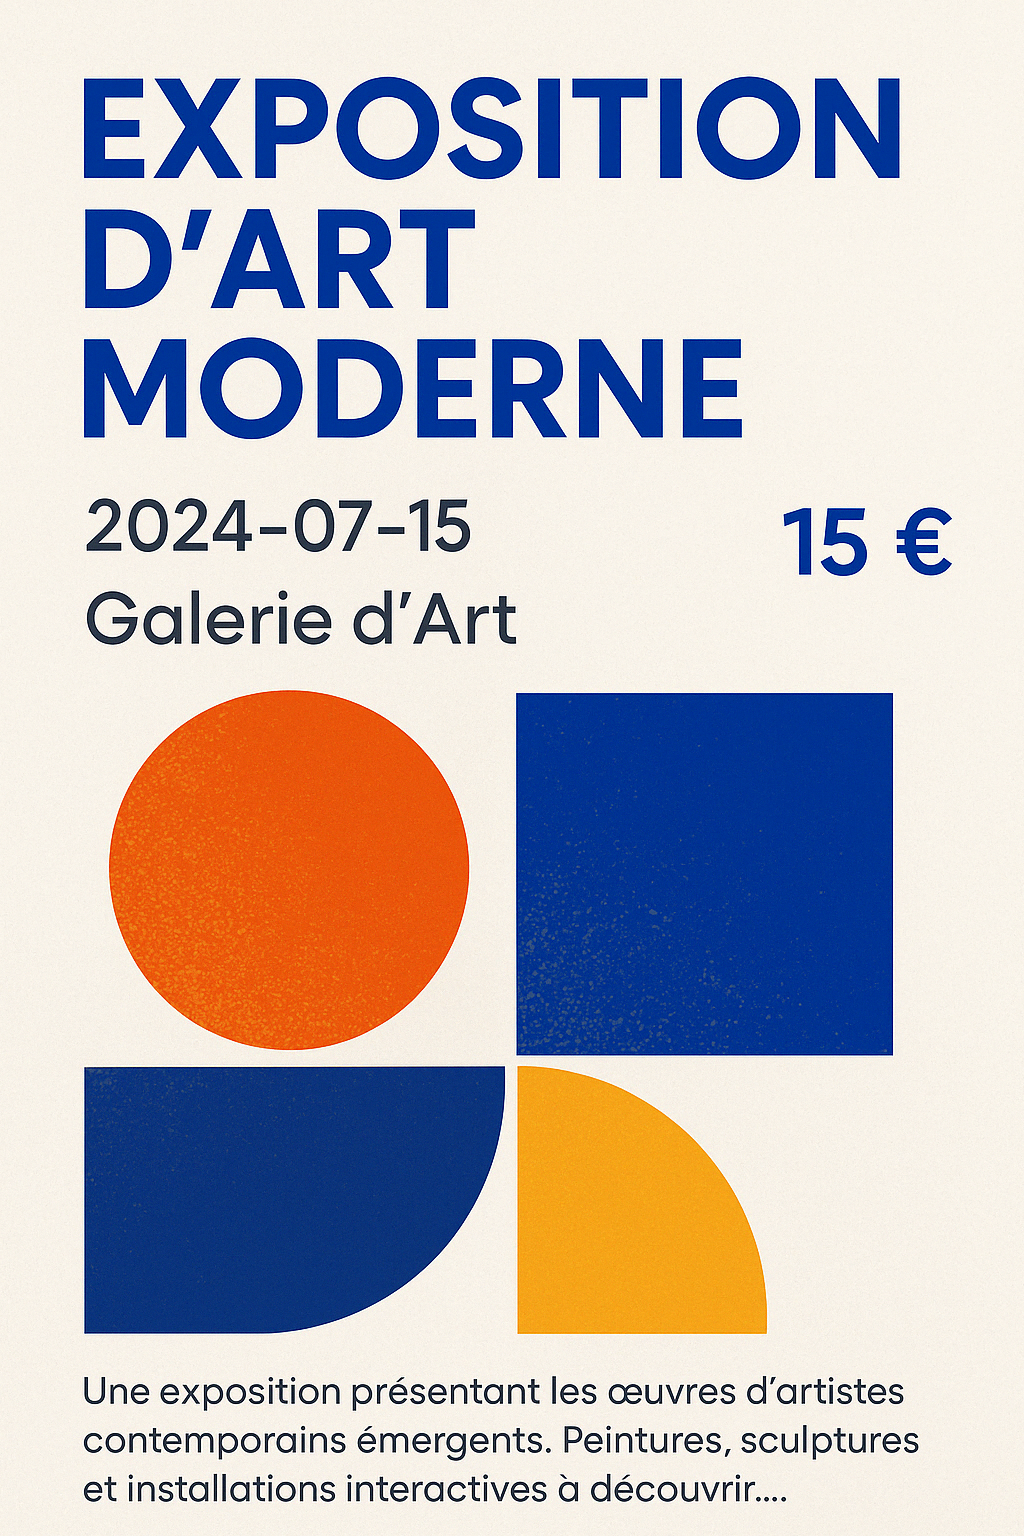 EXPOSITION
D’ART
MODERNE
2024-07-15
15 €
Galerie d’Art
Une exposition présentant les œuvres d’artistes
contemporains émergents. Peintures, sculptures
et installations interactives à découvrir....